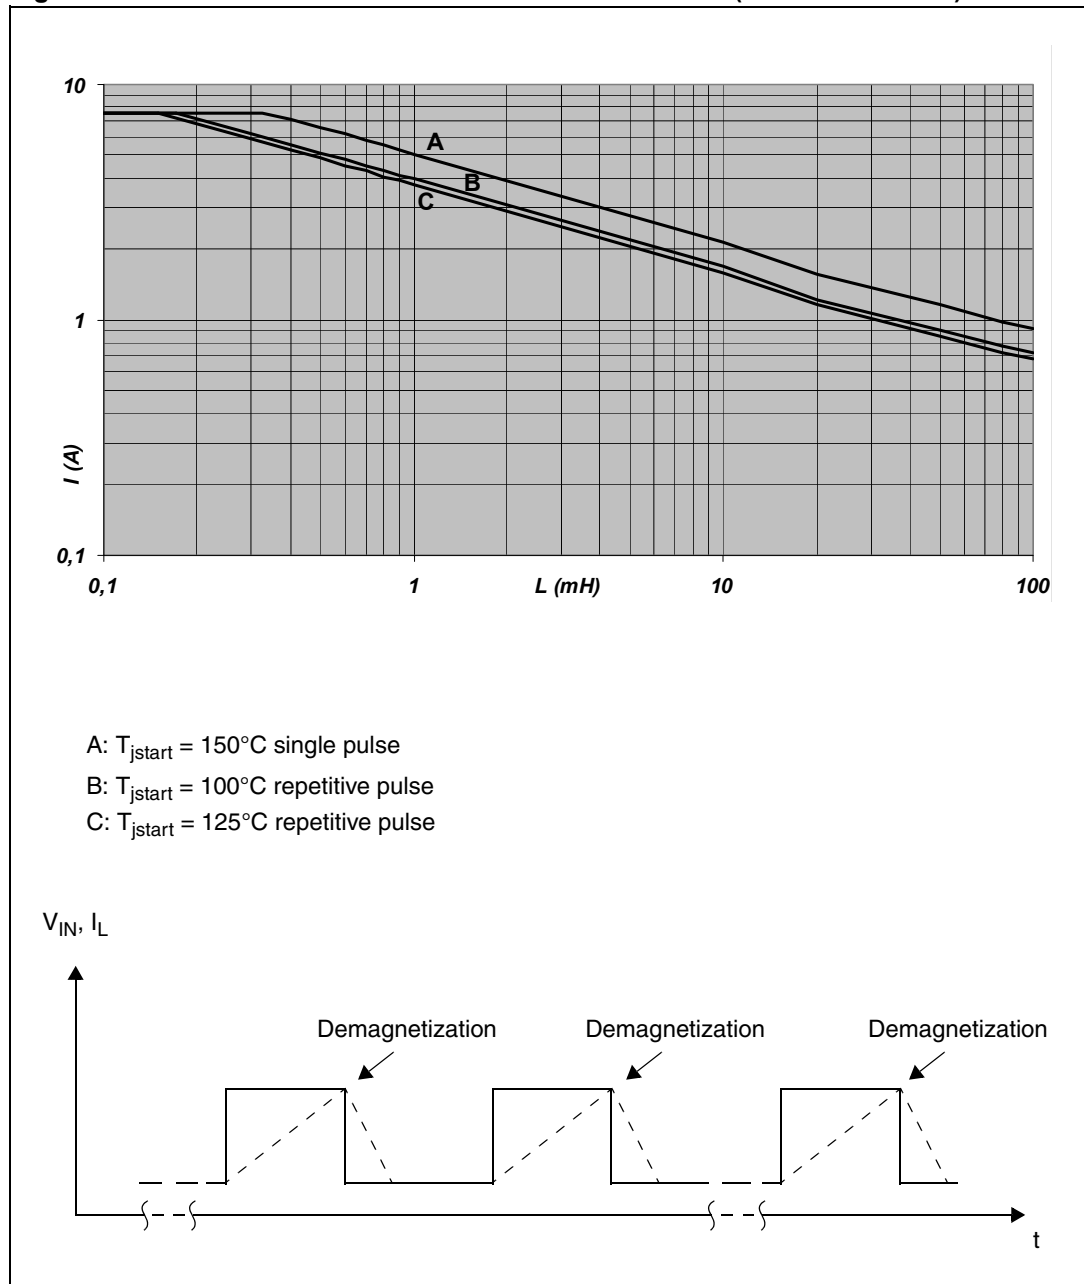 10
A
B
C
1
I (A)
0,1
0,1 1 L (mH) 10 100
A: Tjstart = 150°C single pulse
B: Tjstart = 100°C repetitive pulse
C: Tjstart = 125°C repetitive pulse
VIN, IL
Demagnetization Demagnetization Demagnetization
t